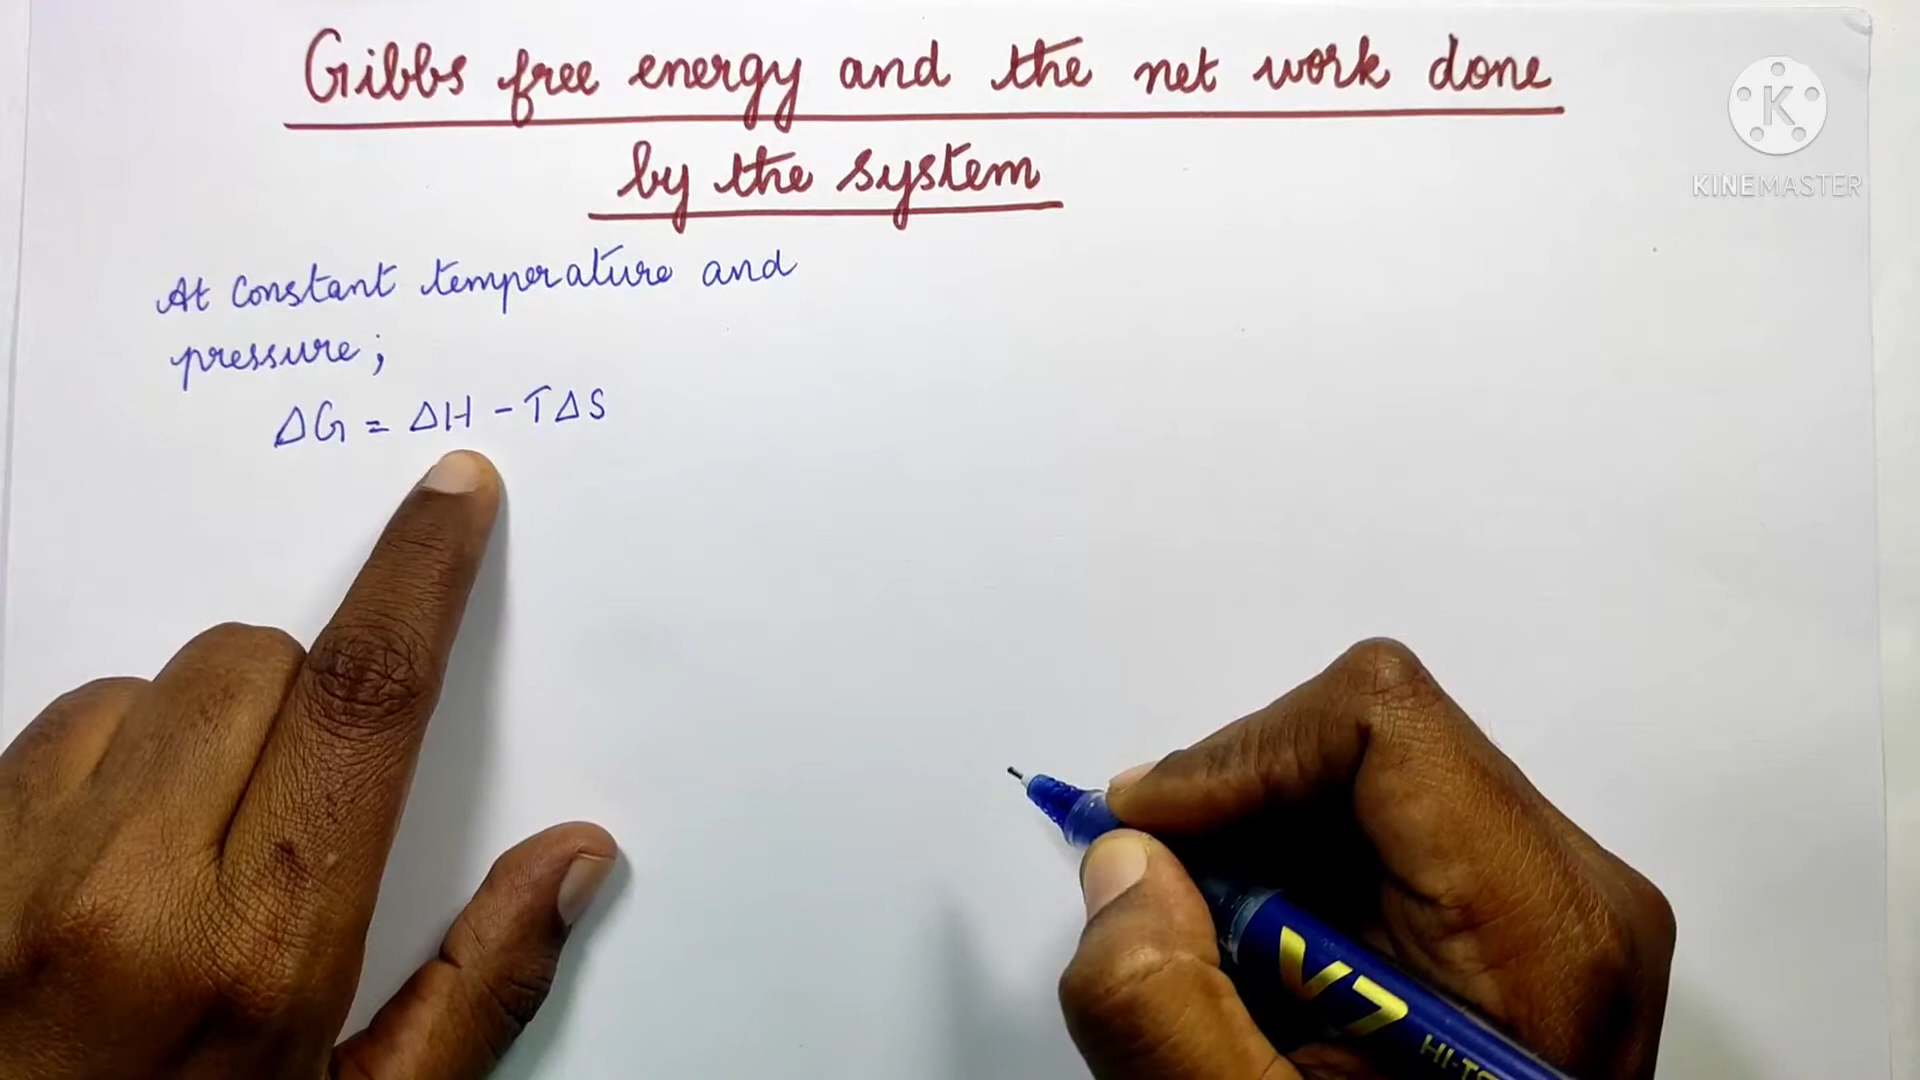 Gibbs free energy and the net work done
by the system
K
KINEMASTER
At constant temperature and
pressure;
ΔG = ΔH - TΔS
V7